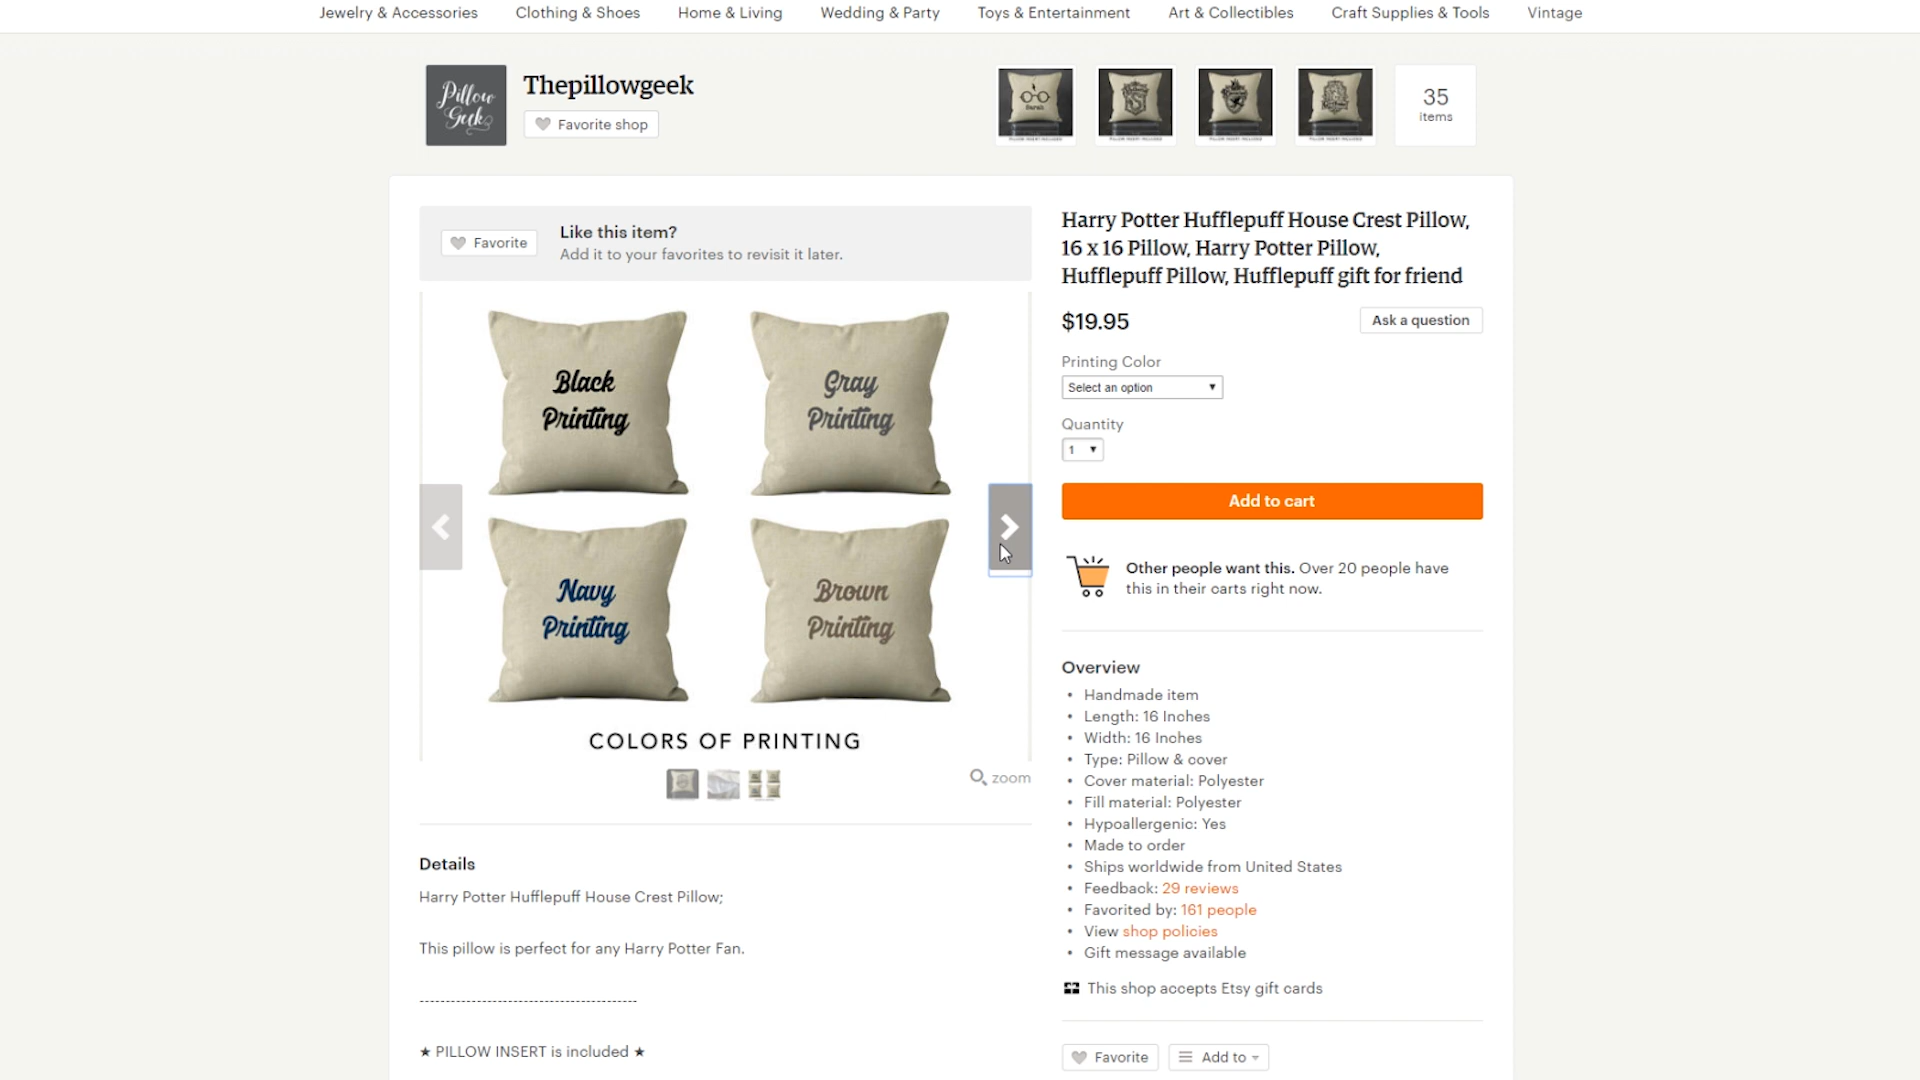 Jewelry & Accessories
Clothing & Shoes
Home & Living
Wedding & Party
Toys & Entertainment
Art & Collectibles
Craft Supplies & Tools
Vintage
Pillow
Geek
Thepillowgeek
Favorite shop
35
items
Favorite
Like this item?
Add it to your favorites to revisit it later.
Black
Printing
Gray
Printing
Navy
Printing
Brown
Printing
COLORS OF PRINTING
zoom
Details
Harry Potter Hufflepuff House Crest Pillow;
This pillow is perfect for any Harry Potter Fan.
------------------------------------------
★ PILLOW INSERT is included ★
Harry Potter Hufflepuff House Crest Pillow,
16 x 16 Pillow, Harry Potter Pillow,
Hufflepuff Pillow, Hufflepuff gift for friend
$19.95
Ask a question
Printing Color
Select an option
Quantity
1
Add to cart
Other people want this. Over 20 people have
this in their carts right now.
Overview
• Handmade item
• Length: 16 Inches
• Width: 16 Inches
• Type: Pillow & cover
• Cover material: Polyester
• Fill material: Polyester
• Hypoallergenic: Yes
• Made to order
• Ships worldwide from United States
• Feedback: 29 reviews
• Favorited by: 161 people
• View shop policies
• Gift message available
This shop accepts Etsy gift cards
Favorite
Add to